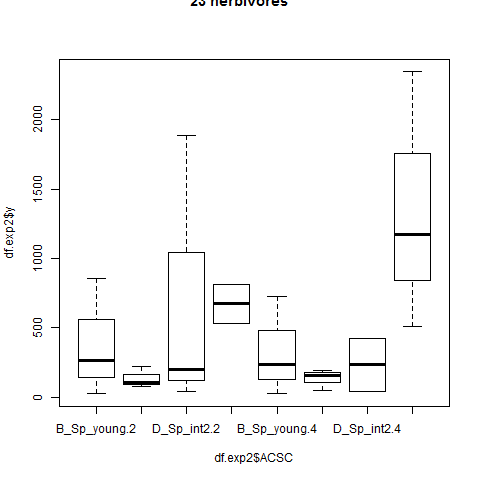 23 herbivores
df.exp2$y
2000
1500
1000
500
0
B_Sp_young.2 D_Sp_int2.2 B_Sp_young.4 D_Sp_int2.4
df.exp2$ACSC